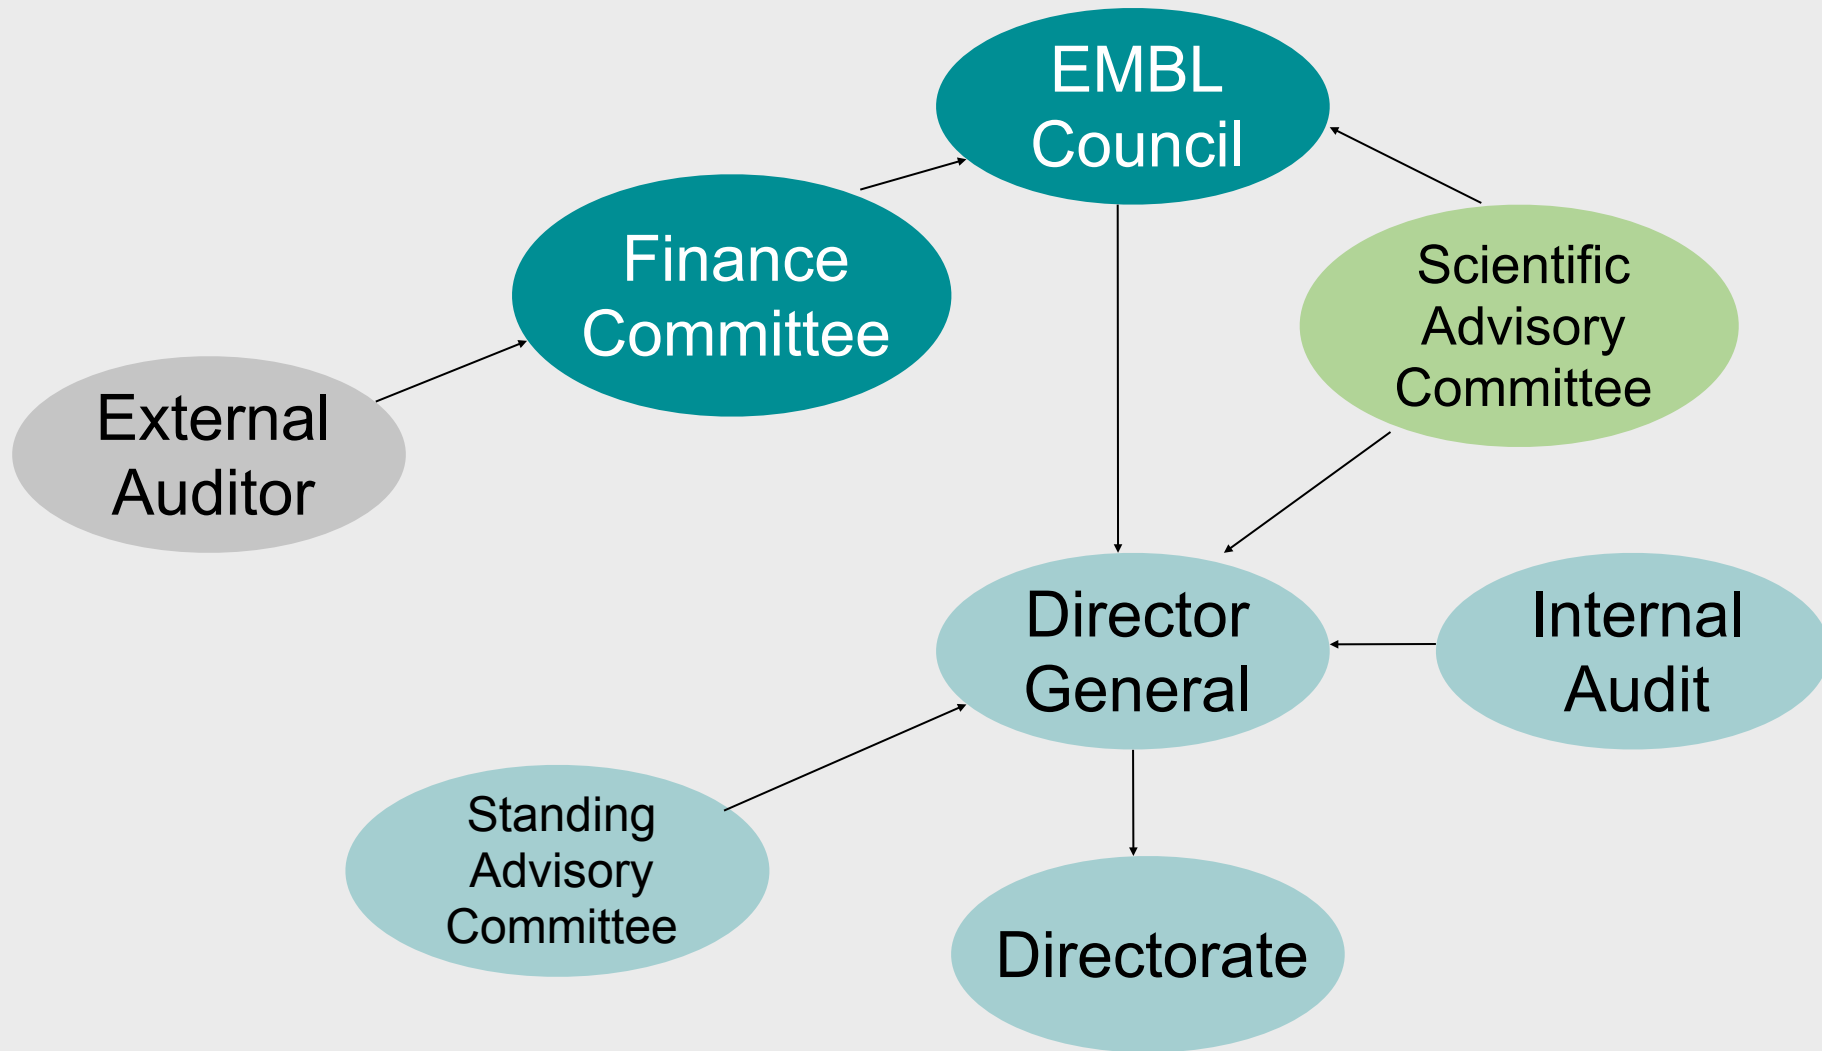 EMBL
Council
Finance
Committee
Scientific
Advisory
Committee
External
Auditor
Director
General
Internal
Audit
Standing
Advisory
Committee
Directorate